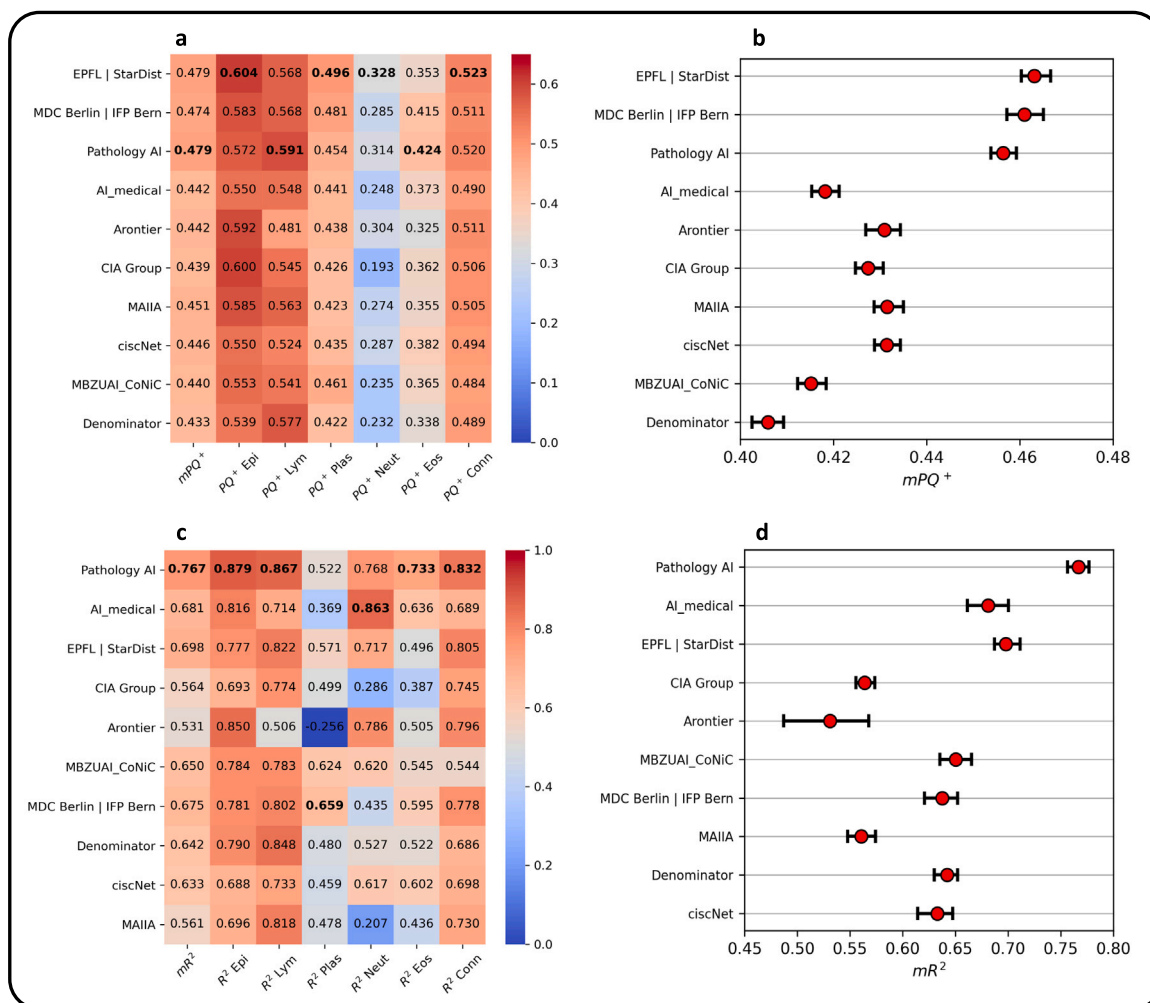 a
EPFL | StarDist 0.479 0.604 0.568 0.496 0.328 0.353 0.523
MDC Berlin | IFP Bern 0.474 0.583 0.568 0.481 0.285 0.415 0.511
Pathology AI 0.479 0.572 0.591 0.454 0.314 0.424 0.520
AI_medical 0.442 0.550 0.548 0.441 0.248 0.373 0.490
Arontier 0.442 0.592 0.481 0.438 0.304 0.325 0.511
CIA Group 0.439 0.600 0.545 0.426 0.193 0.362 0.506
MAIIA 0.451 0.585 0.563 0.423 0.274 0.355 0.505
ciscNet 0.446 0.550 0.524 0.435 0.287 0.382 0.494
MBZUAI_CoNiC 0.440 0.553 0.541 0.461 0.235 0.365 0.484
Denominator 0.433 0.539 0.577 0.422 0.232 0.338 0.489
mPQ⁺ PQ⁺ Epi PQ⁺ Lym PQ⁺ Plas PQ⁺ Neut PQ⁺ Eos PQ⁺ Conn
0.6
0.5
0.4
0.3
0.2
0.1
0.0
b
EPFL | StarDist
MDC Berlin | IFP Bern
Pathology AI
AI_medical
Arontier
CIA Group
MAIIA
ciscNet
MBZUAI_CoNiC
Denominator
0.40 0.42 0.44 0.46 0.48
mPQ⁺
c
Pathology AI 0.767 0.879 0.867 0.522 0.768 0.733 0.832
AI_medical 0.681 0.816 0.714 0.369 0.863 0.636 0.689
EPFL | StarDist 0.698 0.777 0.822 0.571 0.717 0.496 0.805
CIA Group 0.564 0.693 0.774 0.499 0.286 0.387 0.745
Arontier 0.531 0.850 0.506 -0.256 0.786 0.505 0.796
MBZUAI_CoNiC 0.650 0.784 0.783 0.624 0.620 0.545 0.544
MDC Berlin | IFP Bern 0.675 0.781 0.802 0.659 0.435 0.595 0.778
Denominator 0.642 0.790 0.848 0.480 0.527 0.522 0.686
ciscNet 0.633 0.688 0.733 0.459 0.617 0.602 0.698
MAIIA 0.561 0.696 0.818 0.478 0.207 0.436 0.730
mR² R² Epi R² Lym R² Plas R² Neut R² Eos R² Conn
1.0
0.8
0.6
0.4
0.2
0.0
d
Pathology AI
AI_medical
EPFL | StarDist
CIA Group
Arontier
MBZUAI_CoNiC
MDC Berlin | IFP Bern
MAIIA
Denominator
ciscNet
0.45 0.50 0.55 0.60 0.65 0.70 0.75 0.80
mR²